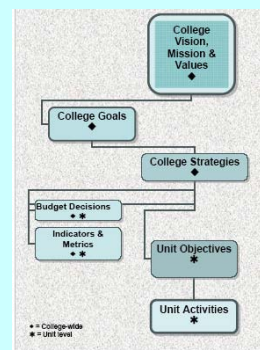 College
Vision,
Mission &
Values
◆
College Goals
◆
College Strategies
◆
Budget Decisions
◆ ✱
Indicators &
Metrics
◆ ✱
Unit Objectives
✱
Unit Activities
✱
◆ = College-wide
✱ = Unit level